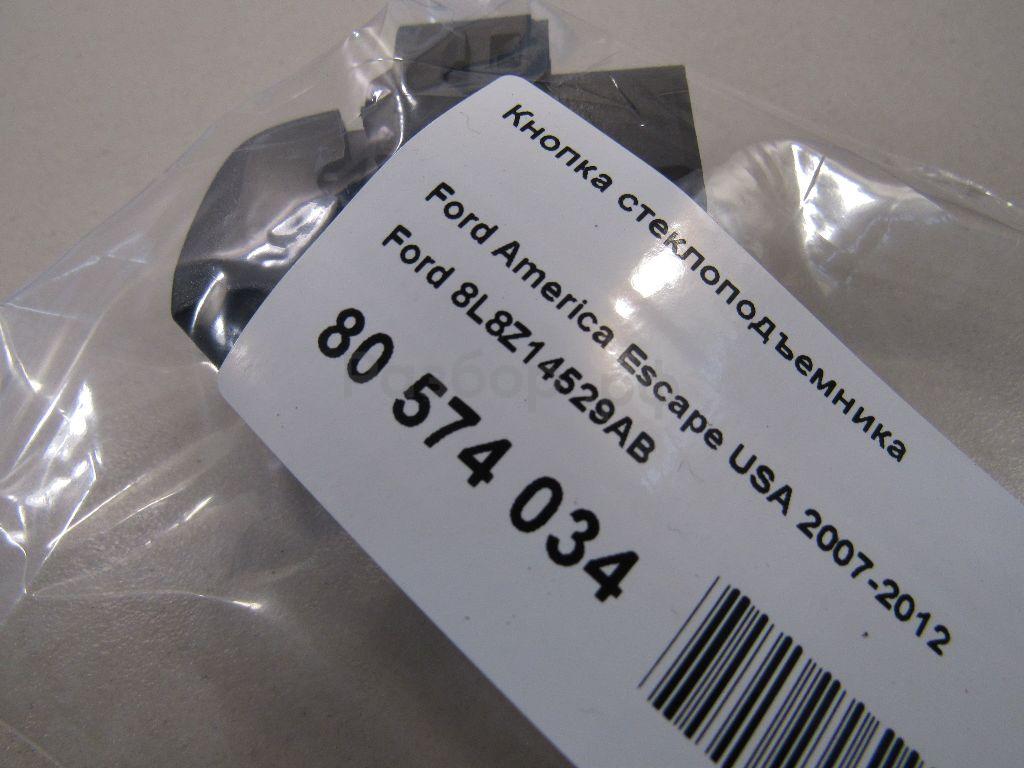 Кнопка стеклоподъемника
Ford America Escape USA 2007-2012
Ford 8L8Z14529AB
80 574 034